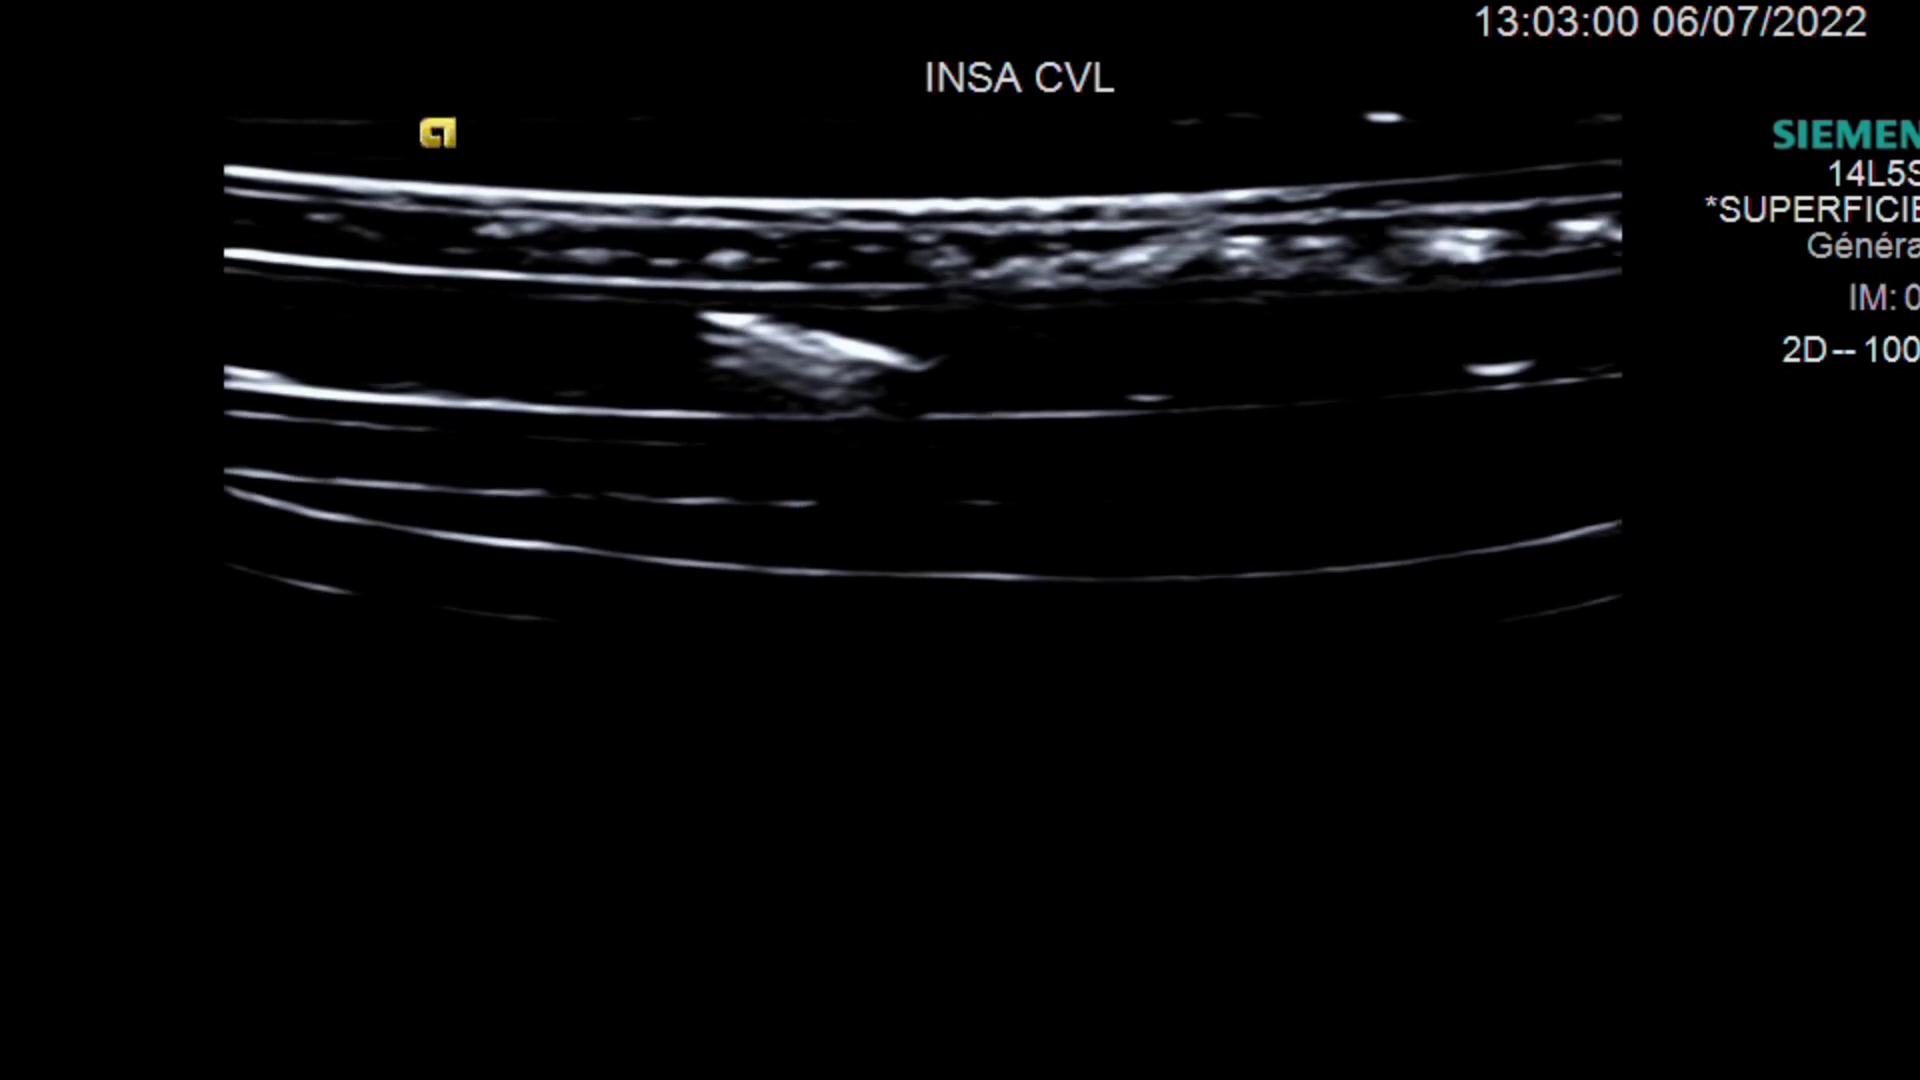 13:03:00 06/07/2022
INSA CVL
SIEMEN
14L5S
*SUPERFICIE
Généra
IM: 0
2D-- 100